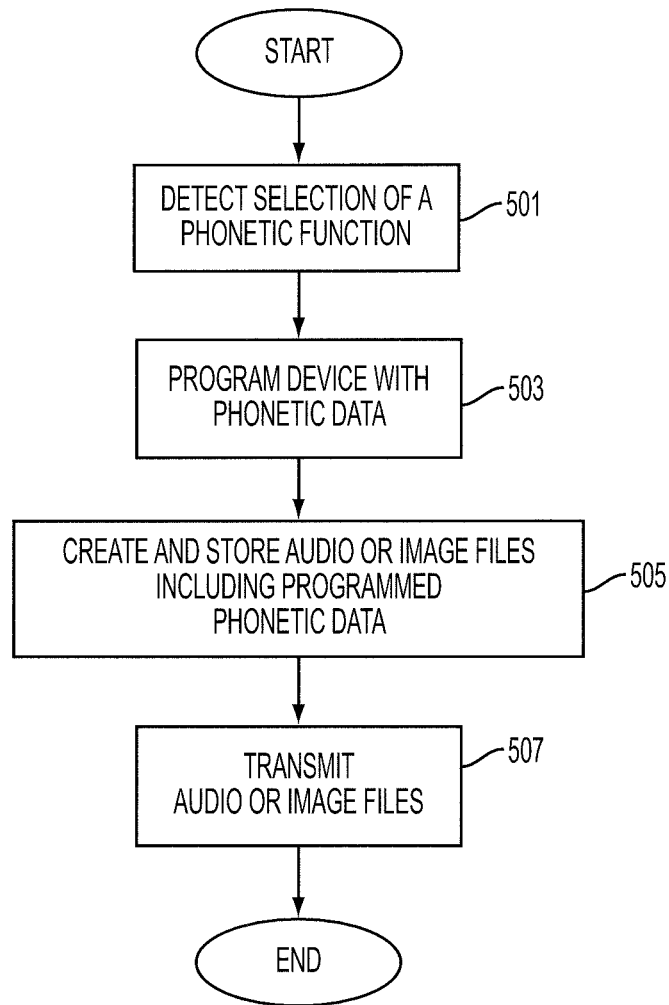 START
DETECT SELECTION OF A
PHONETIC FUNCTION
501
PROGRAM DEVICE WITH
PHONETIC DATA
503
CREATE AND STORE AUDIO OR IMAGE FILES
INCLUDING PROGRAMMED
PHONETIC DATA
505
TRANSMIT
AUDIO OR IMAGE FILES
507
END